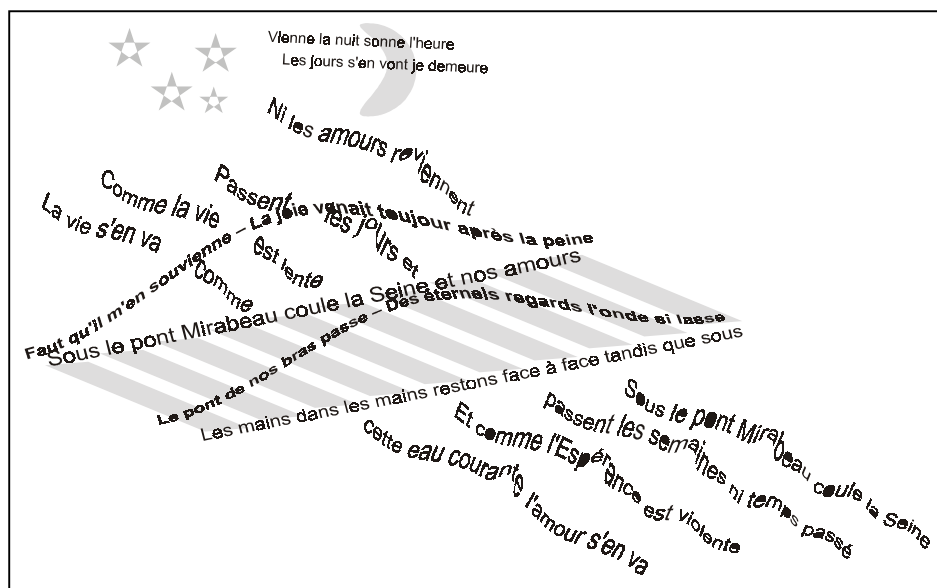 Vienne la nuit sonne l'heure
Les jours s'en vont je demeure
Ni les amours reviennent
Passent les jours et
Comme la vie est lente
La vie s'en va comme
Faut qu'il m'en souvienne – La joie venait toujour après la peine
Sous le pont Mirabeau coule la Seine et nos amours
Le pont de nos bras passe – Des éternels regards l'onde si lasse
Les mains dans les mains restons face à face tandis que sous
Sous le pont Mirabeau coule la Seine
passent les semaines ni temps passé
Et comme l'Espérance est violente
cette eau courante l'amour s'en va